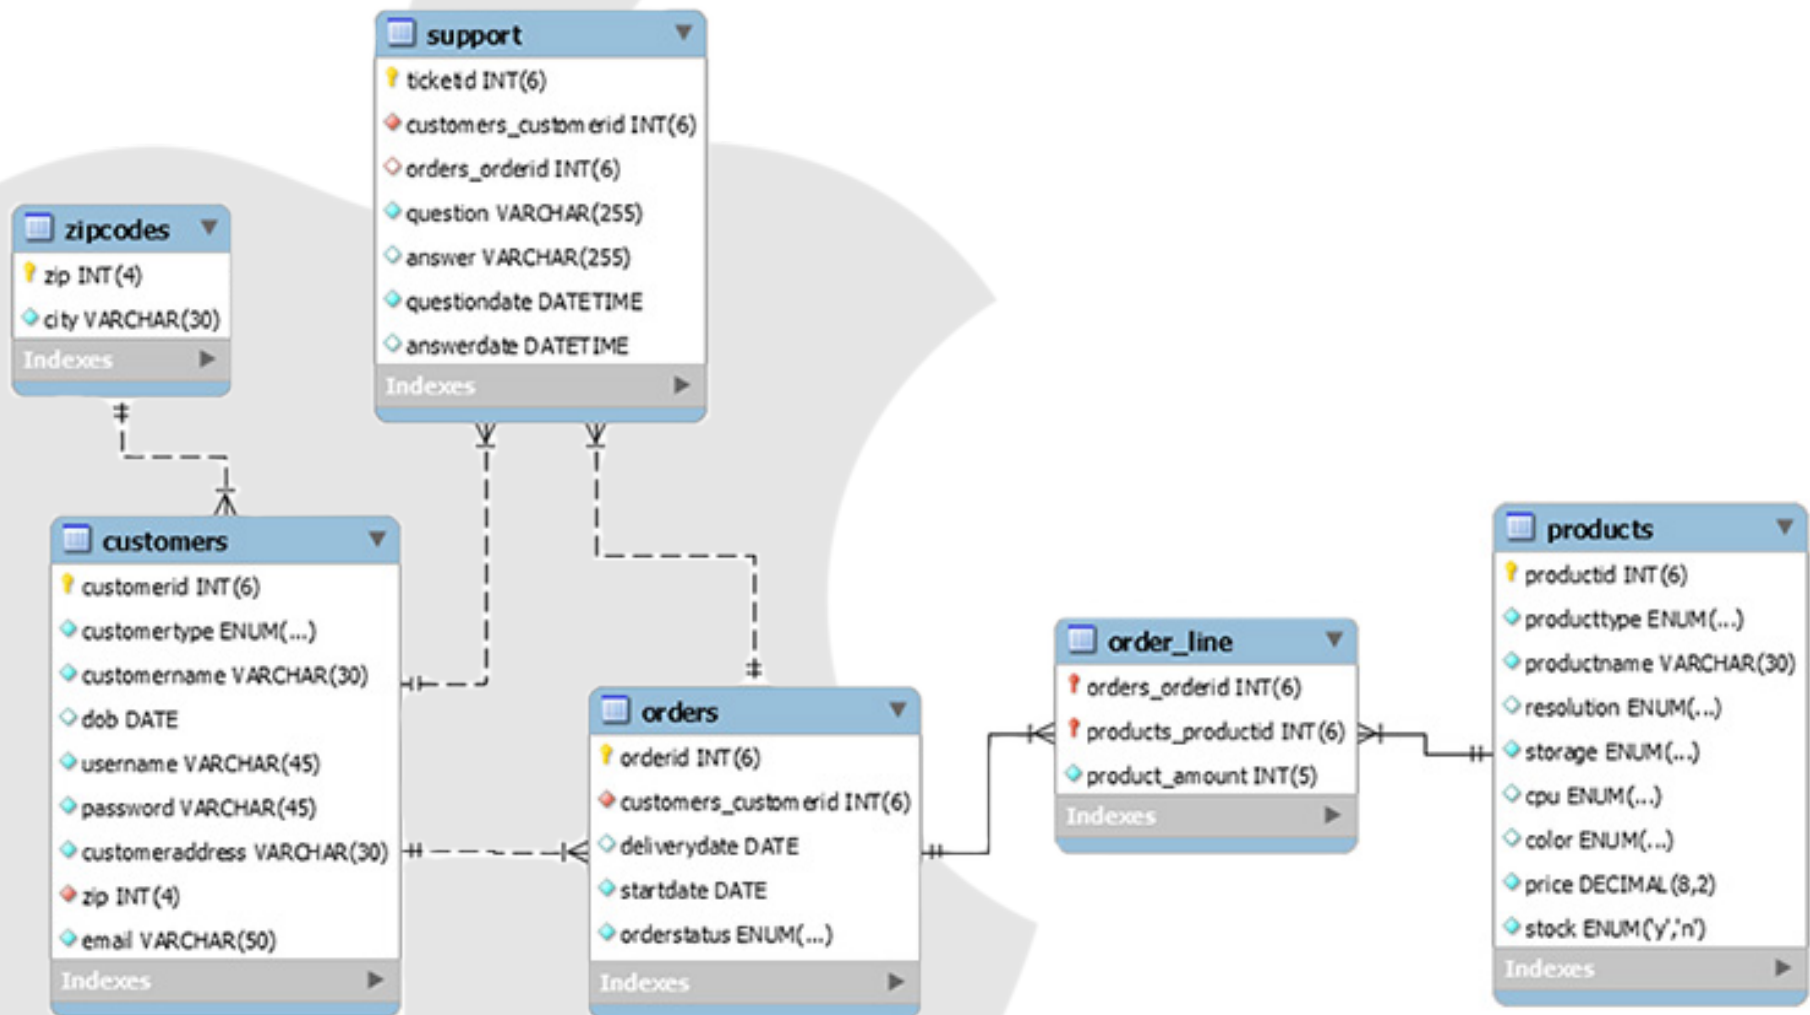 support
ticketid INT(6)
customers_customerid INT(6)
orders_orderid INT(6)
question VARCHAR(255)
answer VARCHAR(255)
questiondate DATETIME
answerdate DATETIME
Indexes
zipcodes
zip INT(4)
city VARCHAR(30)
Indexes
customers
customerid INT(6)
customertype ENUM(...)
customername VARCHAR(30)
dob DATE
username VARCHAR(45)
password VARCHAR(45)
customeraddress VARCHAR(30)
zip INT(4)
email VARCHAR(50)
Indexes
orders
orderid INT(6)
customers_customerid INT(6)
deliverydate DATE
startdate DATE
orderstatus ENUM(...)
Indexes
order_line
orders_orderid INT(6)
products_productid INT(6)
product_amount INT(5)
Indexes
products
productid INT(6)
producttype ENUM(...)
productname VARCHAR(30)
resolution ENUM(...)
storage ENUM(...)
cpu ENUM(...)
color ENUM(...)
price DECIMAL(8,2)
stock ENUM('y','n')
Indexes